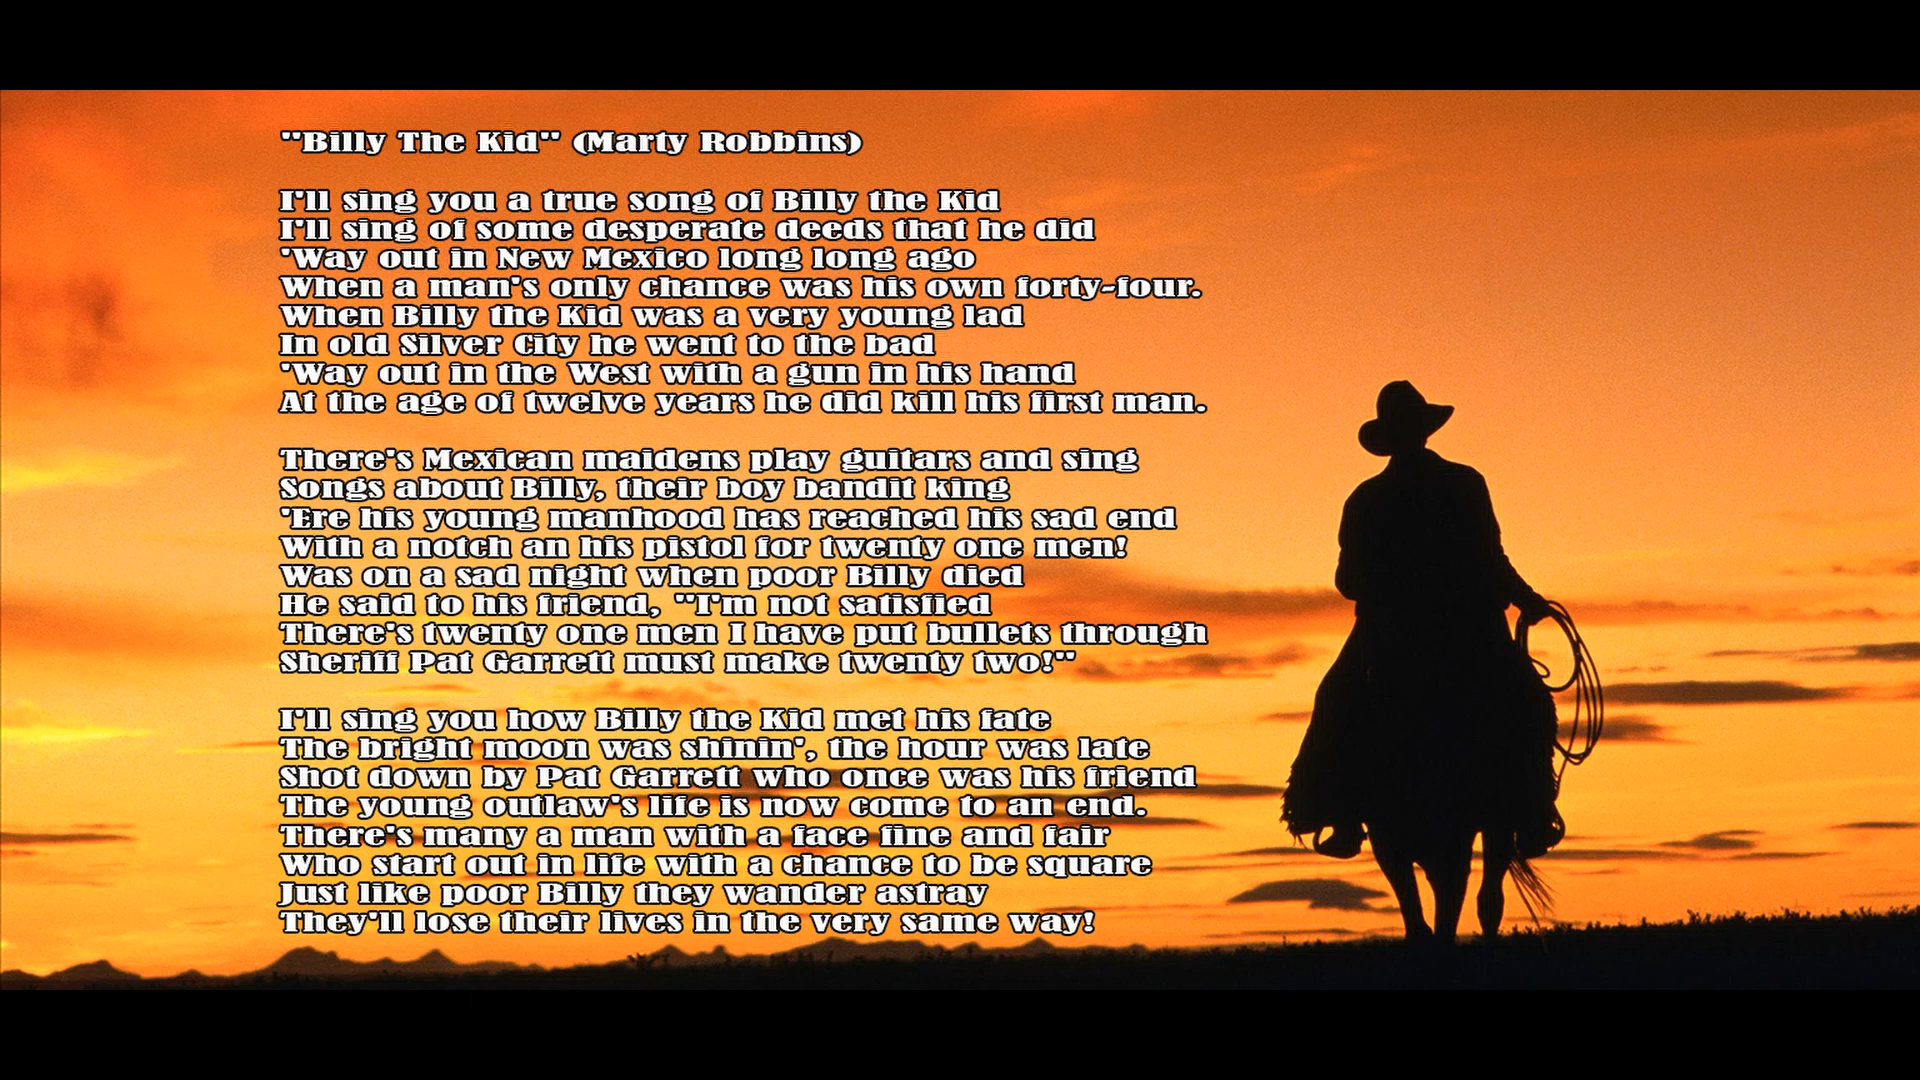 "Billy The Kid" (Marty Robbins)
I'll sing you a true song of Billy the Kid
I'll sing of some desperate deeds that he did
'Way out in New Mexico long long ago
When a man's only chance was his own forty-four.
When Billy the Kid was a very young lad
In old Silver City he went to the bad
'Way out in the West with a gun in his hand
At the age of twelve years he did kill his first man.
There's Mexican maidens play guitars and sing
Songs about Billy, their boy bandit king
'Ere his young manhood has reached his sad end
With a notch an his pistol for twenty one men!
Was on a sad night when poor Billy died
He said to his friend, "I'm not satisfied
There's twenty one men I have put bullets through
Sheriff Pat Garrett must make twenty two!"
I'll sing you how Billy the Kid met his fate
The bright moon was shinin', the hour was late
Shot down by Pat Garrett who once was his friend
The young outlaw's life is now come to an end.
There's many a man with a face fine and fair
Who start out in life with a chance to be square
Just like poor Billy they wander astray
They'll lose their lives in the very same way!